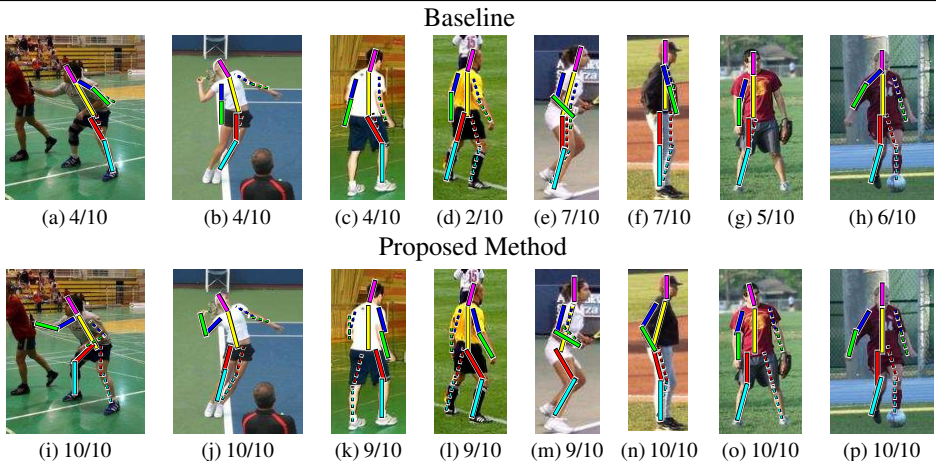 Baseline
(a) 4/10 (b) 4/10 (c) 4/10 (d) 2/10 (e) 7/10 (f) 7/10 (g) 5/10 (h) 6/10
Proposed Method
(i) 10/10 (j) 10/10 (k) 9/10 (l) 9/10 (m) 9/10 (n) 10/10 (o) 10/10 (p) 10/10